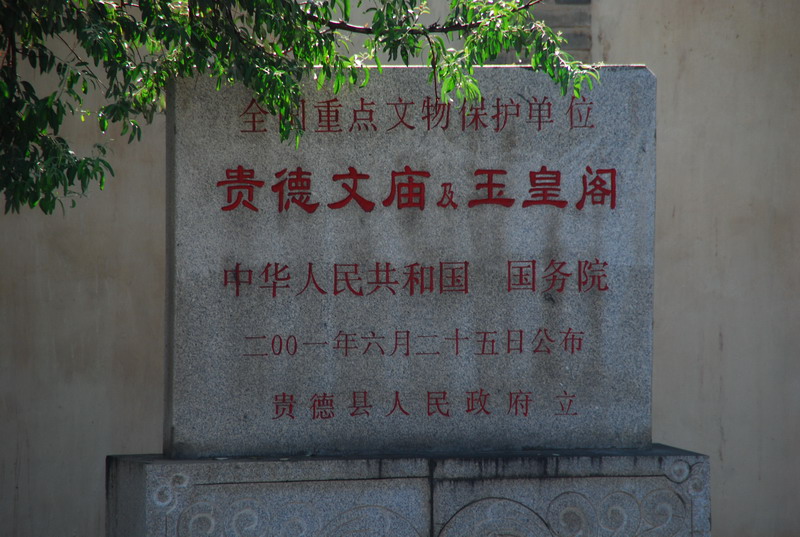 全国重点文物保护单位
贵德文庙及玉皇阁
中华人民共和国 国务院
二00一年六月二十五日公布
贵德县人民政府立